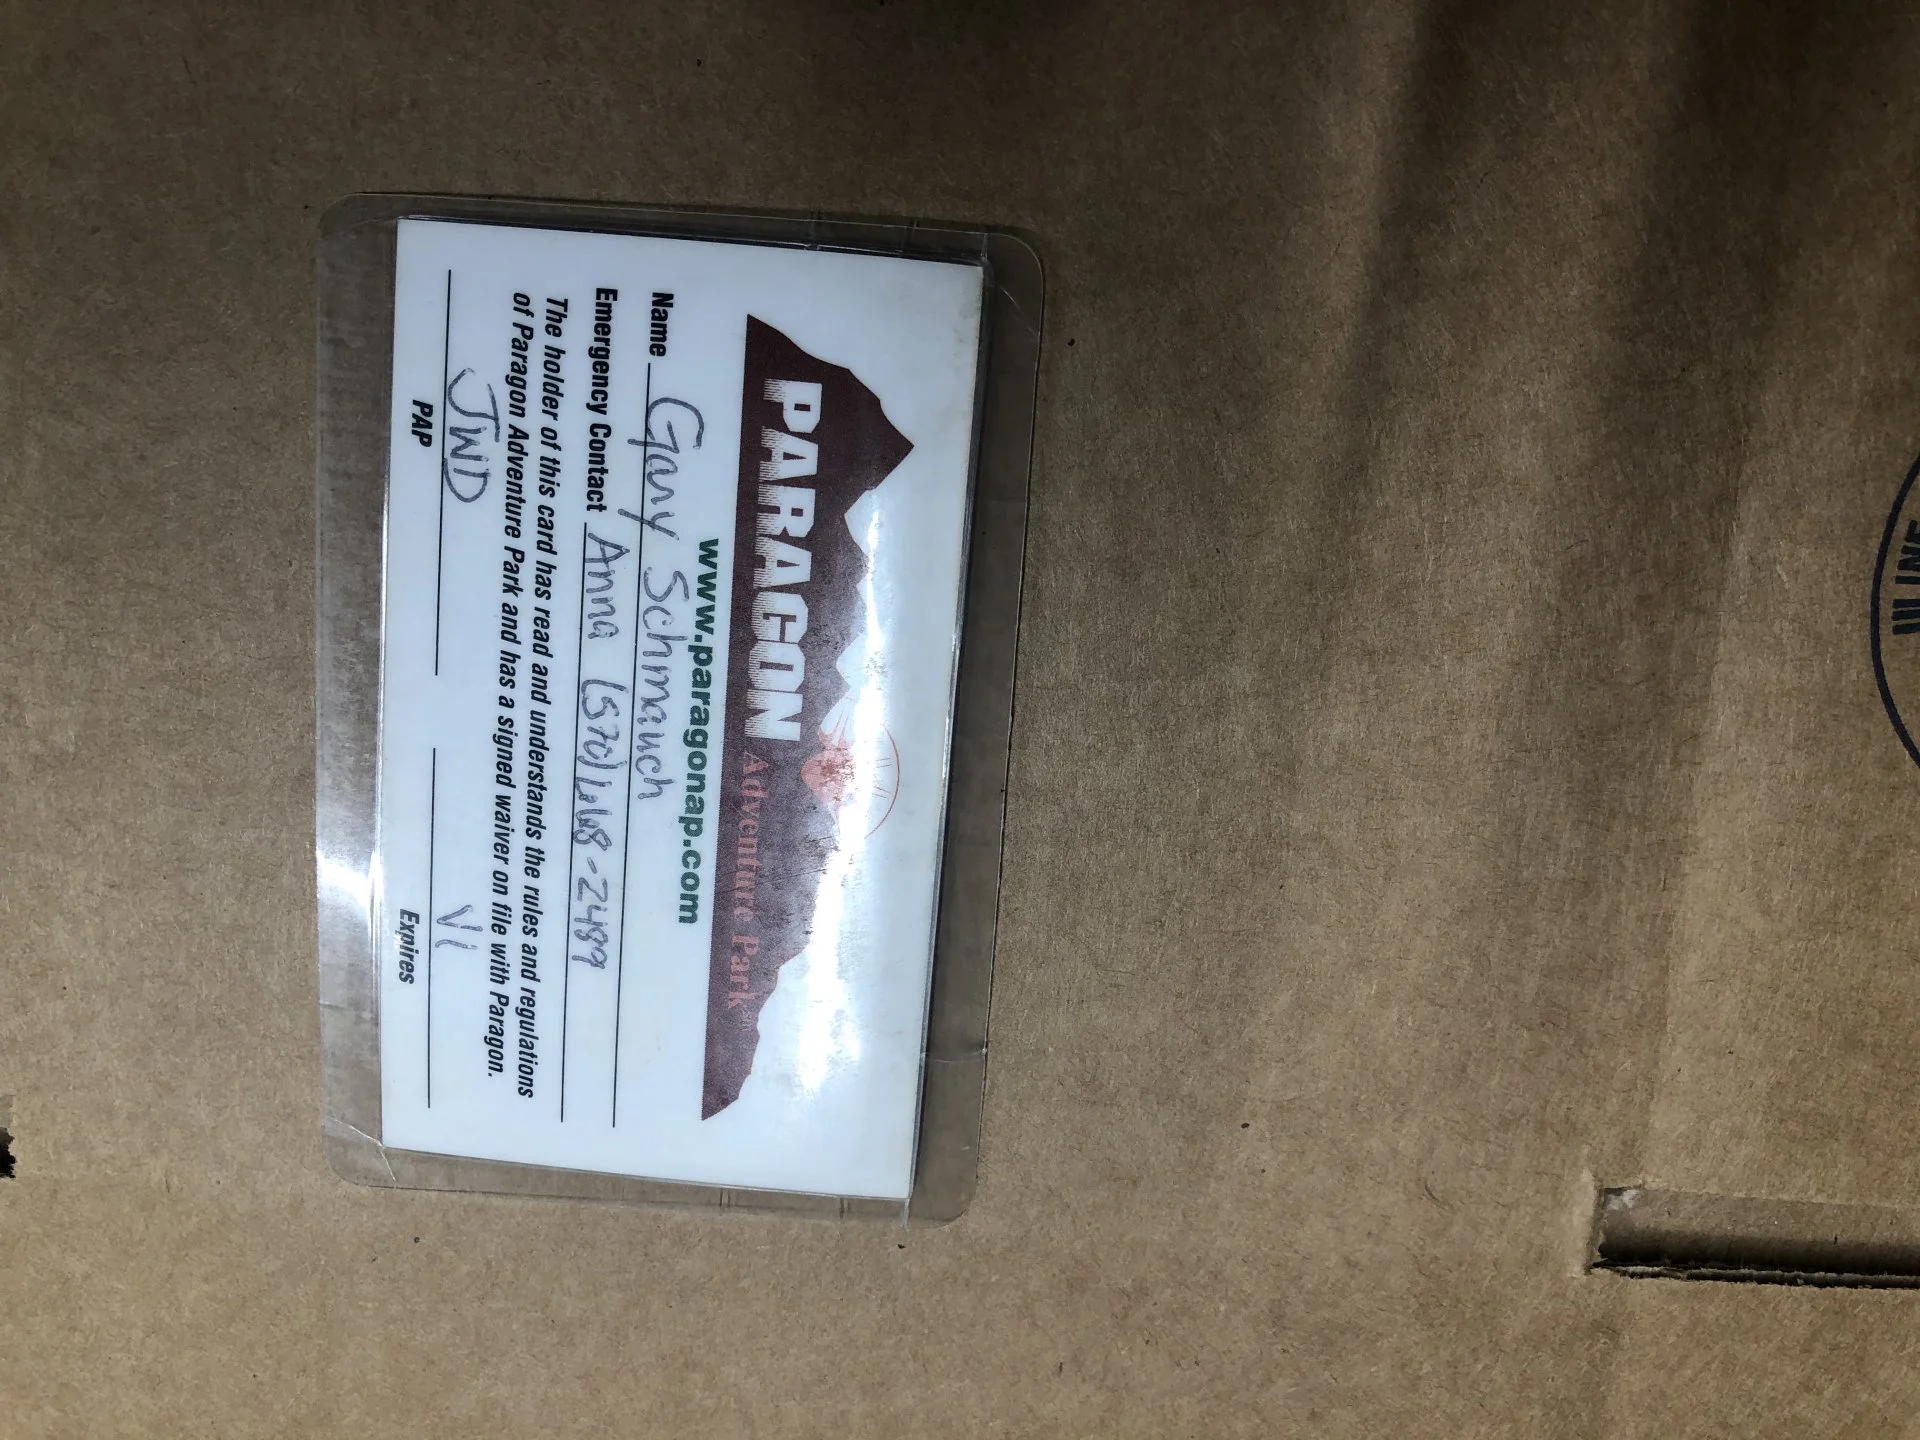 PARAGON Adventure Park
www.paragonap.com
Name Gary Schmauch
Emergency Contact Anna (570) 668-2499
The holder of this card has read and understands the rules and regulations
of Paragon Adventure Park and has a signed waiver on file with Paragon.
JWD VI
PAP Expires
ULINE